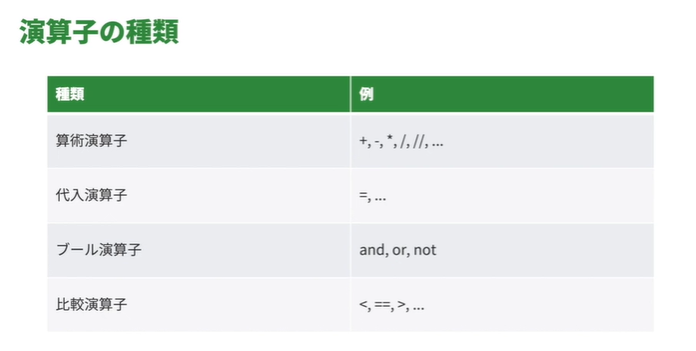 演算子の種類
種類 例
算術演算子 +, -, *, /, //, ...
代入演算子 =, ...
ブール演算子 and, or, not
比較演算子 <, ==, >, ...